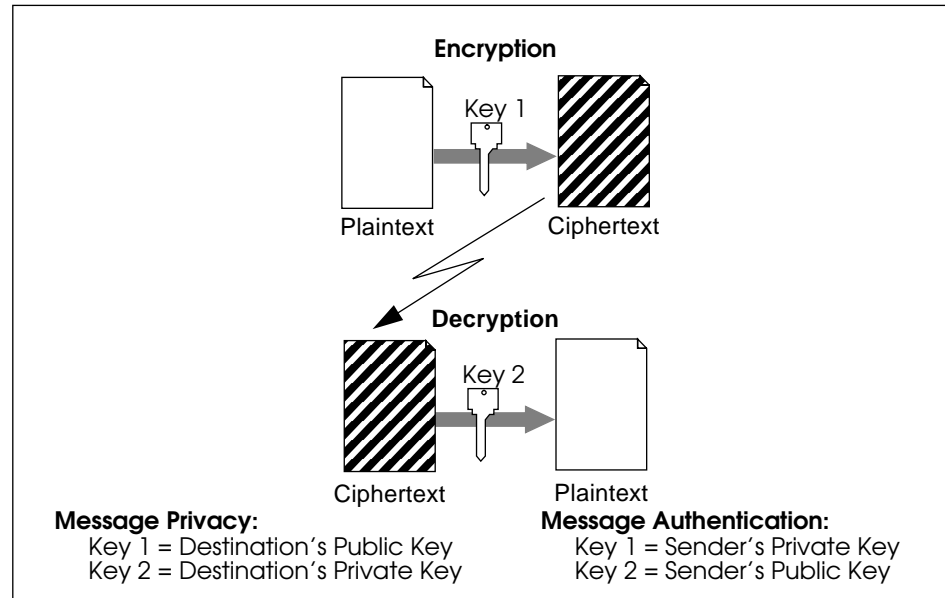 Encryption
Key 1
Plaintext
Ciphertext
Decryption
Key 2
Ciphertext
Plaintext
Message Privacy:
Key 1 = Destination's Public Key
Key 2 = Destination's Private Key
Message Authentication:
Key 1 = Sender's Private Key
Key 2 = Sender's Public Key